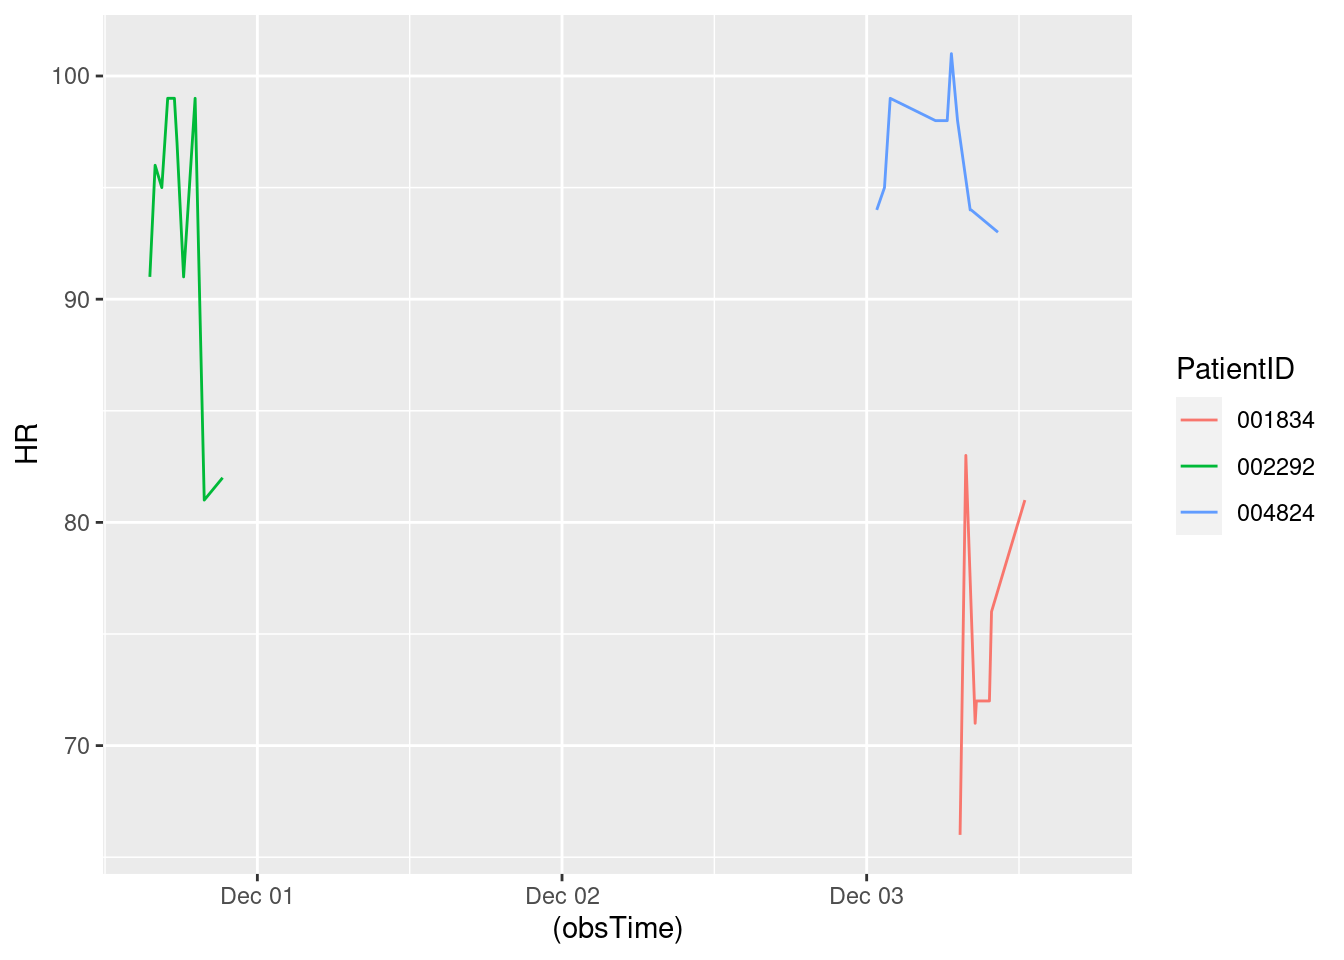 100
90
80
70
HR
Dec 01
Dec 02
Dec 03
(obsTime)
PatientID
001834
002292
004824